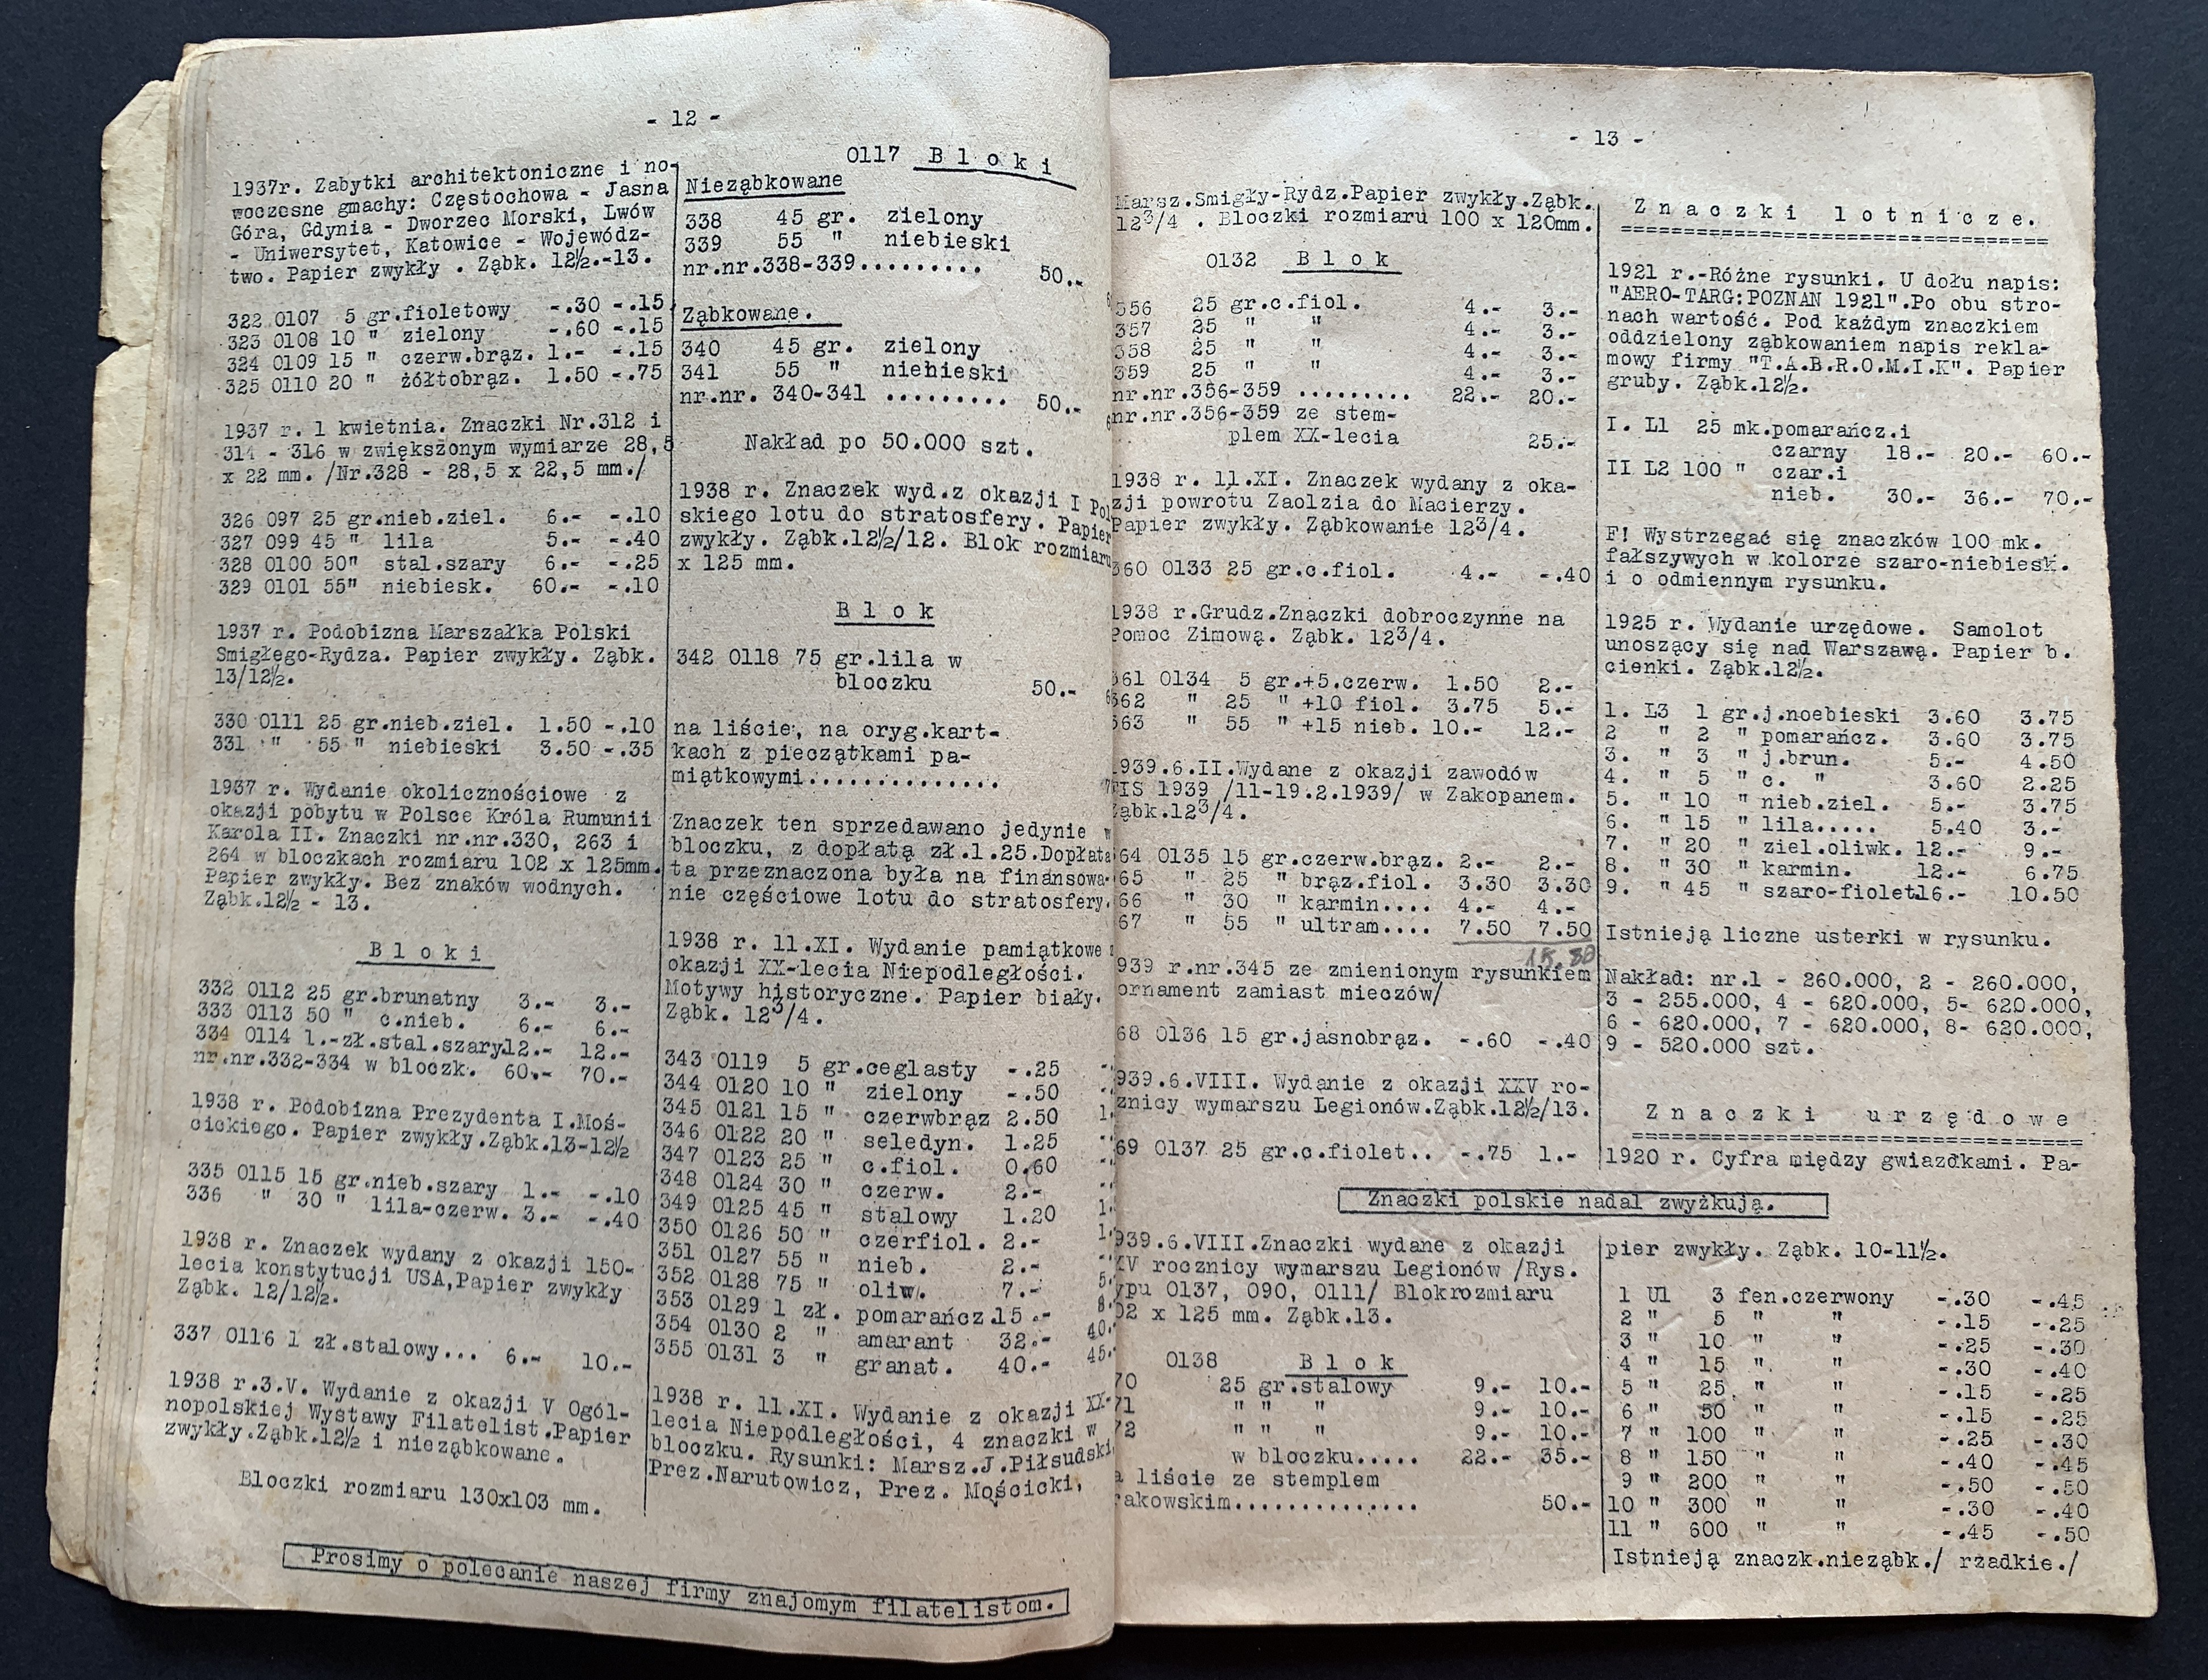 - 12 -
1937r. Zabytki architektoniczne i no-
woczesne gmachy: Częstochowa - Jasna
Góra, Gdynia - Dworzec Morski, Lwów
- Uniwersytet, Katowice - Wojewódz-
two. Papier zwykły . Ząbk. 12½.-13.
322 0107 5 gr.fioletowy -.30 -.15
323 0108 10 " zielony -.60 -.15
324 0109 15 " czerw.brąz. 1.- -.15
325 0110 20 " żółtobrąz. 1.50 -.75
1937 r. 1 kwietnia. Znaczki Nr.312 i
314 - 316 w zwiększonym wymiarze 28,5
x 22 mm. /Nr.328 - 28,5 x 22,5 mm./
326 097 25 gr.nieb.ziel. 6.- -.10
327 099 45 " lila 5.- -.40
328 0100 50" stal.szary 6.- -.25
329 0101 55" niebiesk. 60.- -.10
1937 r. Podobizna Marszałka Polski
Smigłego-Rydza. Papier zwykły. Ząbk.
13/12½.
330 0111 25 gr.nieb.ziel. 1.50 -.10
331 " 55 " niebieski 3.50 -.35
1937 r. Wydanie okolicznościowe z
okazji pobytu w Polsce Króla Rumunii
Karola II. Znaczki nr.nr.330, 263 i
264 w bloczkach rozmiaru 102 x 125mm.
Papier zwykły. Bez znaków wodnych.
Ząbk.12½ - 13.
Bloki
332 0112 25 gr.brunatny 3.- 3.-
333 0113 50 " c.nieb. 6.- 6.-
334 0114 1.-zł.stal.szary12.- 12.-
nr.nr.332-334 w bloczk. 60.- 70.-
1938 r. Podobizna Prezydenta I.Moś-
cickiego. Papier zwykły.Ząbk.13-12½
335 0115 15 gr.nieb.szary 1.- -.10
336 " 30 " lila-czerw. 3.- -.40
1938 r. Znaczek wydany z okazji 150-
lecia konstytucji USA,Papier zwykły
Ząbk. 12/12½.
337 0116 1 zł.stalowy... 6.- 10.-
1938 r.3.V. Wydanie z okazji V Ogól-
nopolskiej Wystawy Filatelist.Papier
zwykły.Ząbk.12½ i nieząbkowane.
Bloczki rozmiaru 130x103 mm.
0117 Bloki
Nieząbkowane
338 45 gr. zielony
339 55 " niebieski
nr.nr.338-339......... 50.-
Ząbkowane.
340 45 gr. zielony
341 55 " niehieski
nr.nr. 340-341 ......... 50.-
Nakład po 50.000 szt.
1938 r. Znaczek wyd.z okazji I Pol
skiego lotu do stratosfery. Papier
zwykły. Ząbk.12½/12. Blok rozmiaru
x 125 mm.
Blok
342 0118 75 gr.lila w
bloczku 50.-
na liście, na oryg.kart-
kach z pieczątkami pa-
miątkowymi...............
Znaczek ten sprzedawano jedynie w
bloczku, z dopłatą zł.1.25.Dopłata
ta przeznaczona była na finansowa-
nie częściowe lotu do stratosfery.
1938 r. 11.XI. Wydanie pamiątkowe z
okazji XX-lecia Niepodległości.
Motywy historyczne. Papier biały.
Ząbk. 12³/4.
343 0119 5 gr.ceglasty -.25
344 0120 10 " zielony -.50
345 0121 15 " czerwbrąz 2.50
346 0122 20 " seledyn. 1.25
347 0123 25 " c.fiol. 0.60
348 0124 30 " czerw. 2.-
349 0125 45 " stalowy 1.20
350 0126 50 " czerfiol. 2.-
351 0127 55 " nieb. 2.-
352 0128 75 " oliw. 7.- 5.
353 0129 1 zł. pomarańcz.15.- 8.
354 0130 2 " amarant 32.- 40.
355 0131 3 " granat. 40.- 45.
1938 r. 11.XI. Wydanie z okazji XX-
lecia Niepodległości, 4 znaczki w
bloczku. Rysunki: Marsz.J.Piłsudski
Prez.Narutowicz, Prez. Mościcki,
Prosimy o polecanie naszej firmy znajomym filatelistom.
- 13 -
Marsz.Smigły-Rydz.Papier zwykły.Ząbk.
12³/4 . Bloczki rozmiaru 100 x 120mm.
0132 Blok
356 25 gr.c.fiol. 4.- 3.-
357 25 " " 4.- 3.-
358 25 " " 4.- 3.-
359 25 " " 4.- 3.-
nr.nr.356-359 ......... 22.- 20.-
nr.nr.356-359 ze stem-
plem XX-lecia 25.-
1938 r. 11.XI. Znaczek wydany z oka-
zji powrotu Zaolzia do Macierzy.
Papier zwykły. Ząbkowanie 12³/4.
360 0133 25 gr.c.fiol. 4.- -.40
1938 r.Grudz.Znaczki dobroczynne na
Pomoc Zimową. Ząbk. 12³/4.
361 0134 5 gr.+5.czerw. 1.50 2.-
362 " 25 " +10 fiol. 3.75 5.-
363 " 55 " +15 nieb. 10.- 12.-
1939.6.II.Wydane z okazji zawodów
FIS 1939 /11-19.2.1939/ w Zakopanem.
Ząbk.12³/4.
64 0135 15 gr.czerw.brąz. 2.- 2.-
65 " 25 " brąz.fiol. 3.30 3.30
66 " 30 " karmin.... 4.- 4.-
67 " 55 " ultram.... 7.50 7.50
15.80
939 r.nr.345 ze zmienionym rysunkiem
ornament zamiast mieczów/
68 0136 15 gr.jasnobrąz. -.60 -.40
939.6.VIII. Wydanie z okazji XXV ro-
znicy wymarszu Legionów.Ząbk.12½/13.
69 0137 25 gr.c.fiolet.. -.75 1.-
Znaczki lotnicze.
===================================
1921 r.-Różne rysunki. U dołu napis:
"AERO-TARG:POZNAN 1921".Po obu stro-
nach wartość. Pod każdym znaczkiem
oddzielony ząbkowaniem napis rekla-
mowy firmy "T.A.B.R.O.M.I.K". Papier
gruby. Ząbk.12½.
I. L1 25 mk.pomarańcz.i
czarny 18.- 20.- 60.-
II L2 100 " czar.i
nieb. 30.- 36.- 70.-
F! Wystrzegać się znaczków 100 mk.
fałszywych w kolorze szaro-niebiesk.
i o odmiennym rysunku.
1925 r. Wydanie urzędowe. Samolot
unoszący się nad Warszawą. Papier b.
cienki. Ząbk.12½.
1. L3 1 gr.j.noebieski 3.60 3.75
2 " 2 " pomarańcz. 3.60 3.75
3. " 3 " j.brun. 5.- 4.50
4. " 5 " c. " 3.60 2.25
5. " 10 " nieb.ziel. 5.- 3.75
6. " 15 " lila..... 5.40 3.-
7. " 20 " ziel.oliwk. 12.- 9.-
8. " 30 " karmin. 12.- 6.75
9. " 45 " szaro-fiolet16.- 10.50
Istnieją liczne usterki w rysunku.
Nakład: nr.1 - 260.000, 2 - 260.000,
3 - 255.000, 4 - 620.000, 5- 620.000,
6 - 620.000, 7 - 620.000, 8- 620.000,
9 - 520.000 szt.
Znaczki urzędowe
=====================================
1920 r. Cyfra między gwiazdkami. Pa-
Znaczki polskie nadal zwyżkują.
939.6.VIII.Znaczki wydane z okazji
XV rocznicy wymarszu Legionów /Rys.
ypu 0137, 090, 0111/ Blokrozmiaru
02 x 125 mm. Ząbk.13.
0138 Blok
70 25 gr.stalowy 9.- 10.-
71 " " " 9.- 10.-
72 " " " 9.- 10.-
w bloczku..... 22.- 35.-
a liście ze stemplem
rakowskim............... 50.-
pier zwykły. Ząbk. 10-11½.
1 U1 3 fen.czerwony -.30 -.45
2 " 5 " " -.15 -.25
3 " 10 " " -.25 -.30
4 " 15 " " -.30 -.40
5 " 25 " " -.15 -.25
6 " 50 " " -.15 -.25
7 " 100 " " -.25 -.30
8 " 150 " " -.40 -.45
9 " 200 " " -.50 -.50
10 " 300 " " -.30 -.40
11 " 600 " " -.45 -.50
Istnieją znaczk.nieząbk./ rzadkie./